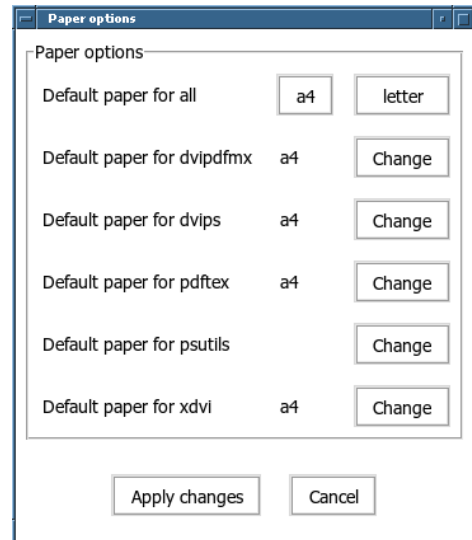 Paper options
Paper options
Default paper for all a4 letter
Default paper for dvipdfmx a4 Change
Default paper for dvips a4 Change
Default paper for pdftex a4 Change
Default paper for psutils Change
Default paper for xdvi a4 Change
Apply changes Cancel